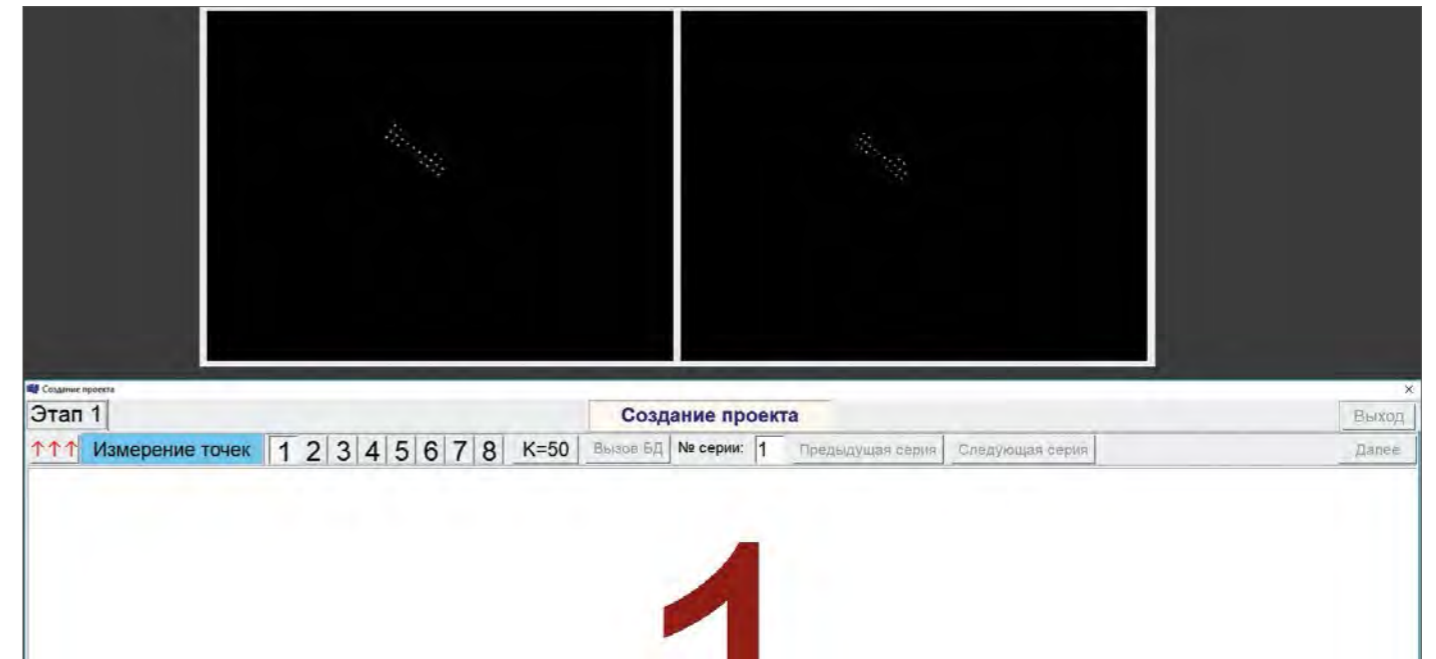 Создание проекта ×
Этап 1 Создание проекта Выход
↑↑↑ Измерение точек 1 2 3 4 5 6 7 8 K=50 Вызов БД № серии: 1 Предыдущая серия Следующая серия Далее
1